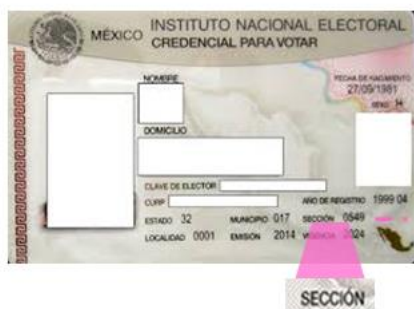 MÉXICO INSTITUTO NACIONAL ELECTORAL
CREDENCIAL PARA VOTAR
NOMBRE
FECHA DE NACIMIENTO
27/09/1981
SEXO H
DOMICILIO
CLAVE DE ELECTOR
CURP
AÑO DE REGISTRO 1999 04
ESTADO 32 MUNICIPIO 017 SECCIÓN 0549
LOCALIDAD 0001 EMISIÓN 2014 VIGENCIA 2024
SECCIÓN